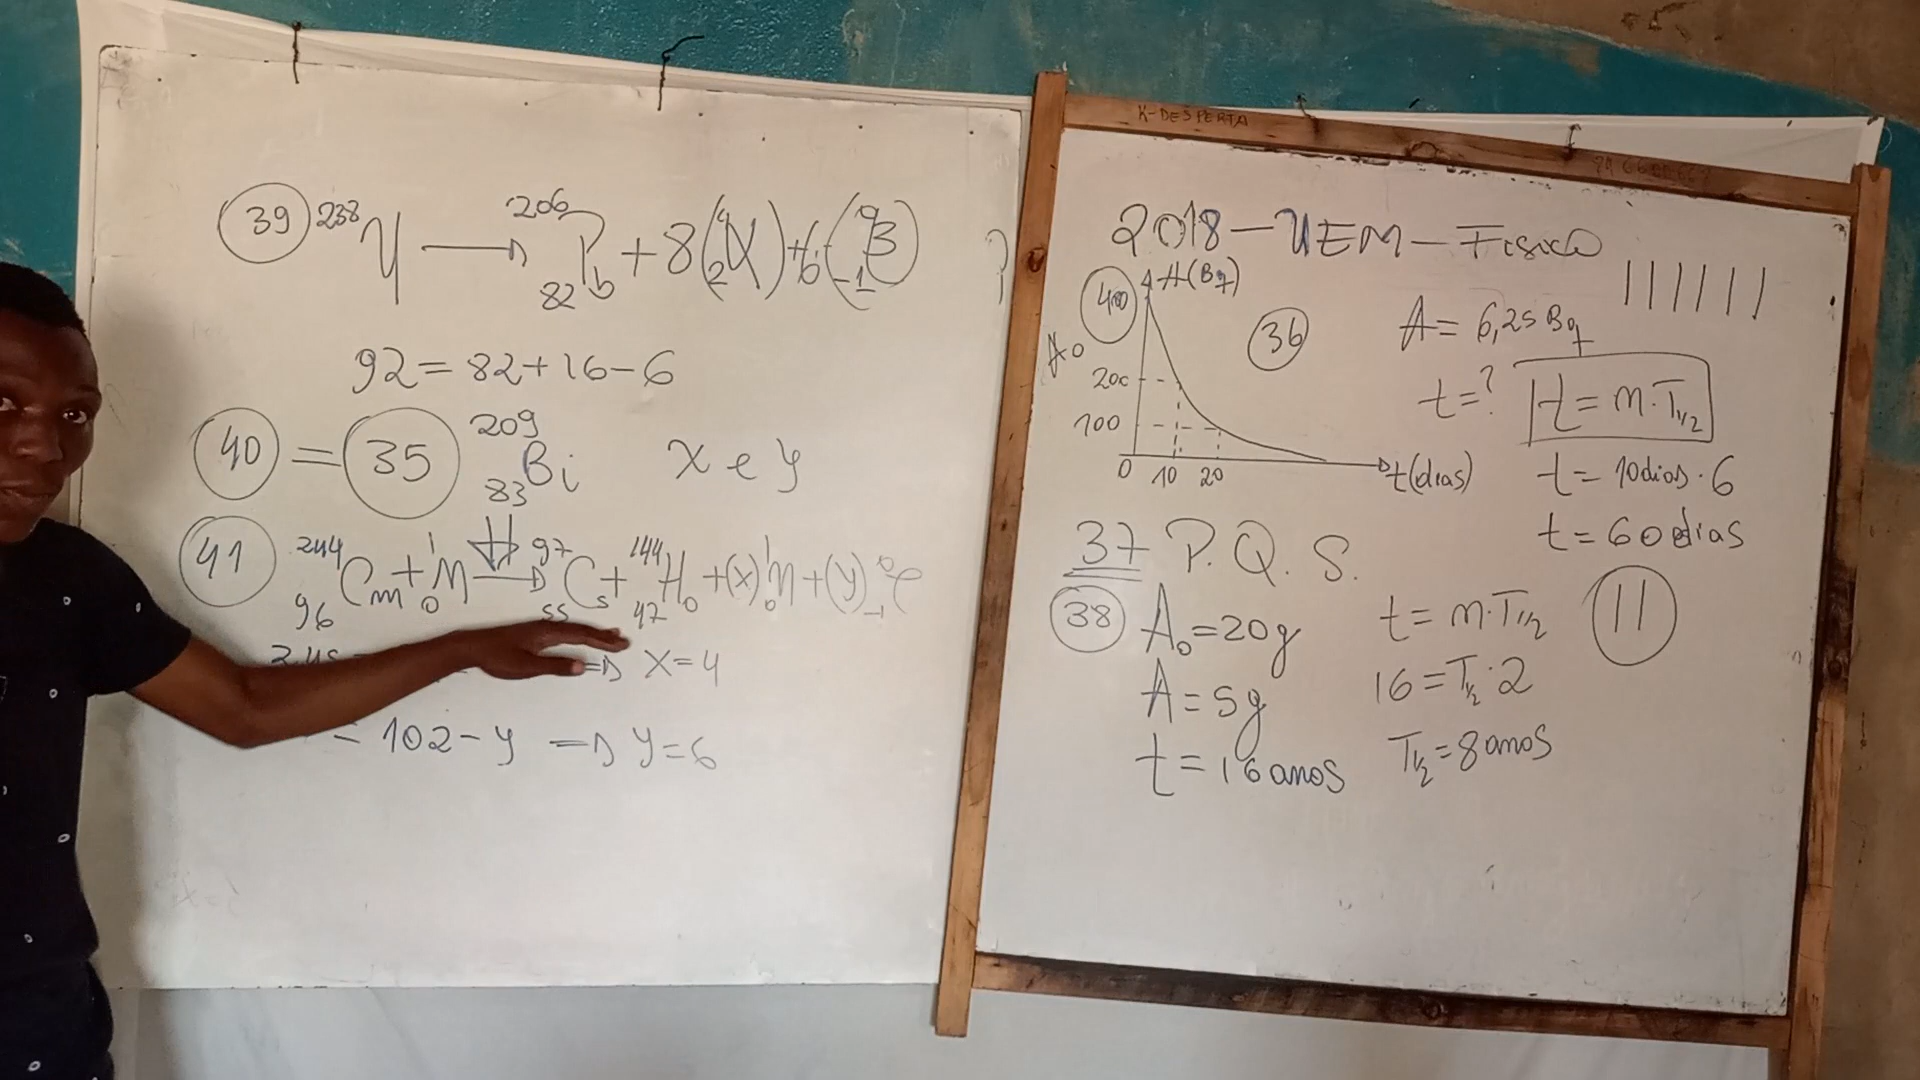 39 ²³⁸U → ²⁰⁶₈₂Pb + 8(⁴₂α) + 6(⁰₋₁β) ?
92 = 82 + 16 - 6
40 = 35 ²⁰⁹₈₃Bi x e y
41 ²⁴⁴₉₆Cm + ¹₀n → ⁹⁷₅₅Cs + ¹⁴⁴₄₇Ho + (x)¹₀n + (y)⁰₋₁e
⇒ x = 4
= 102 - y ⇒ y = 6
K-DESPERTA
2018 - UEM - Fisica
400 A(Bq)
A₀
36
200
100
0 10 20 t(dias)
A = 6,25 Bq
t = ? t = n·T₁/₂
t = 10dias · 6
t = 60 dias
37 P.Q.S.
38 A₀ = 20g
A = 5g
t = 16 anos
t = n·T₁/₂
16 = T₁/₂·2
T₁/₂ = 8 anos
11